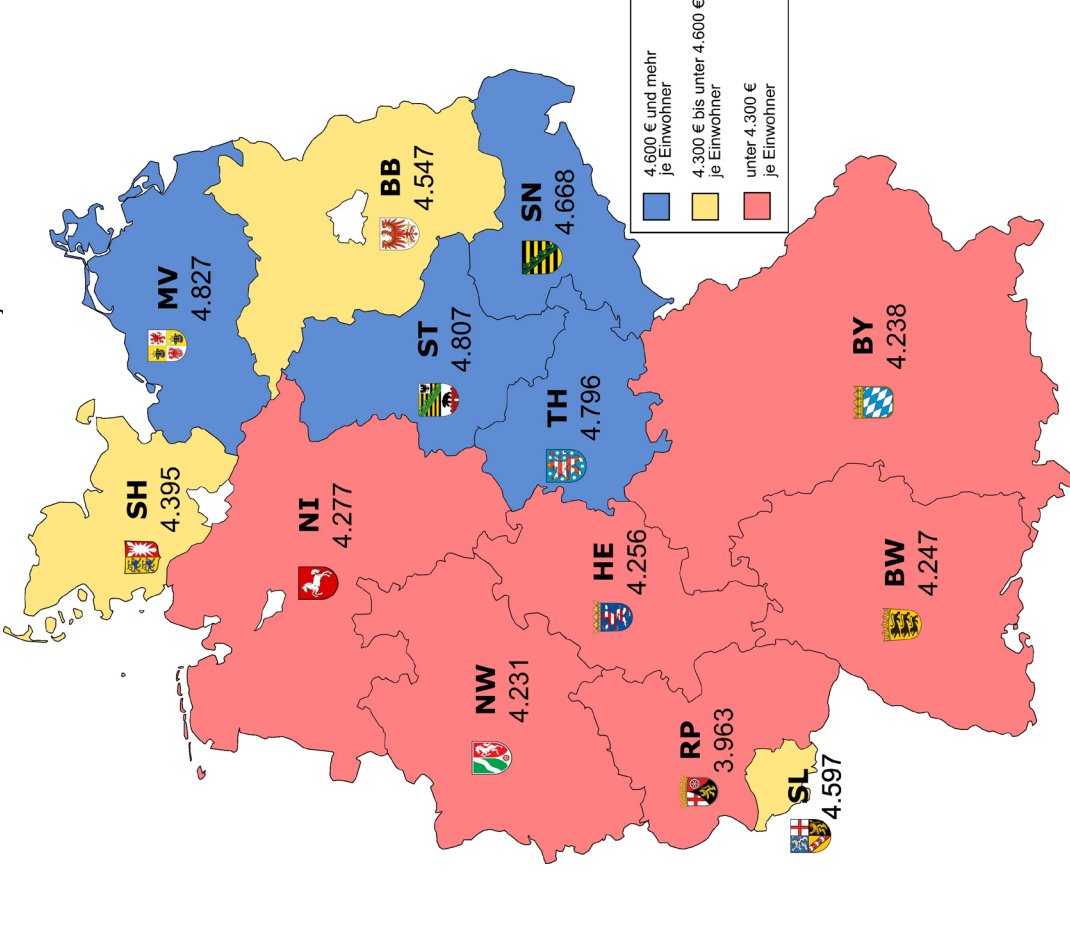 SH
4.395
MV
4.827
NI
4.277
BB
4.547
ST
4.807
SN
4.668
NW
4.231
HE
4.256
TH
4.796
RP
3.963
SL
4.597
BW
4.247
BY
4.238
4.600 € und mehr
je Einwohner
4.300 € bis unter 4.600 €
je Einwohner
unter 4.300 €
je Einwohner